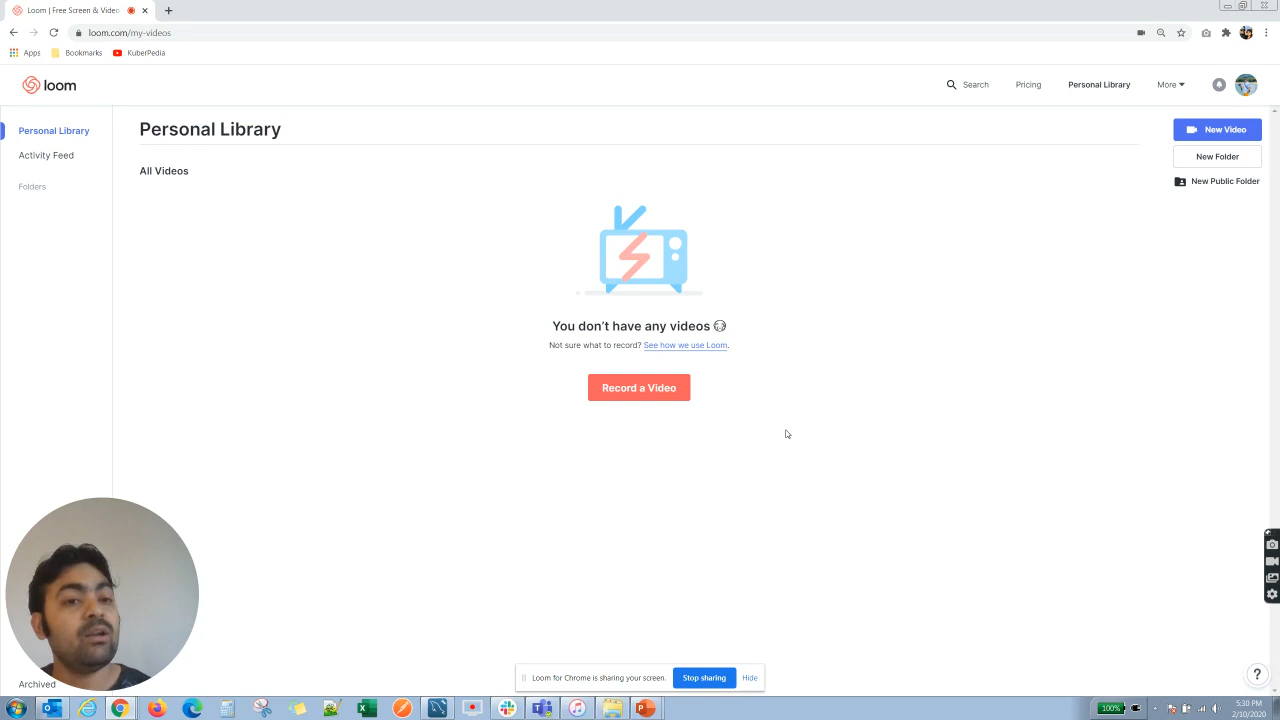 Loom | Free Screen & Video
loom.com/my-videos
Apps Bookmarks KuberPedia
loom Search Pricing Personal Library More
Personal Library
Activity Feed
Folders
Personal Library
All Videos
New Video
New Folder
New Public Folder
You don’t have any videos
Not sure what to record? See how we use Loom.
Record a Video
Archived
Loom for Chrome is sharing your screen. Stop sharing Hide
?
100%
5:30 PM
2/10/2020